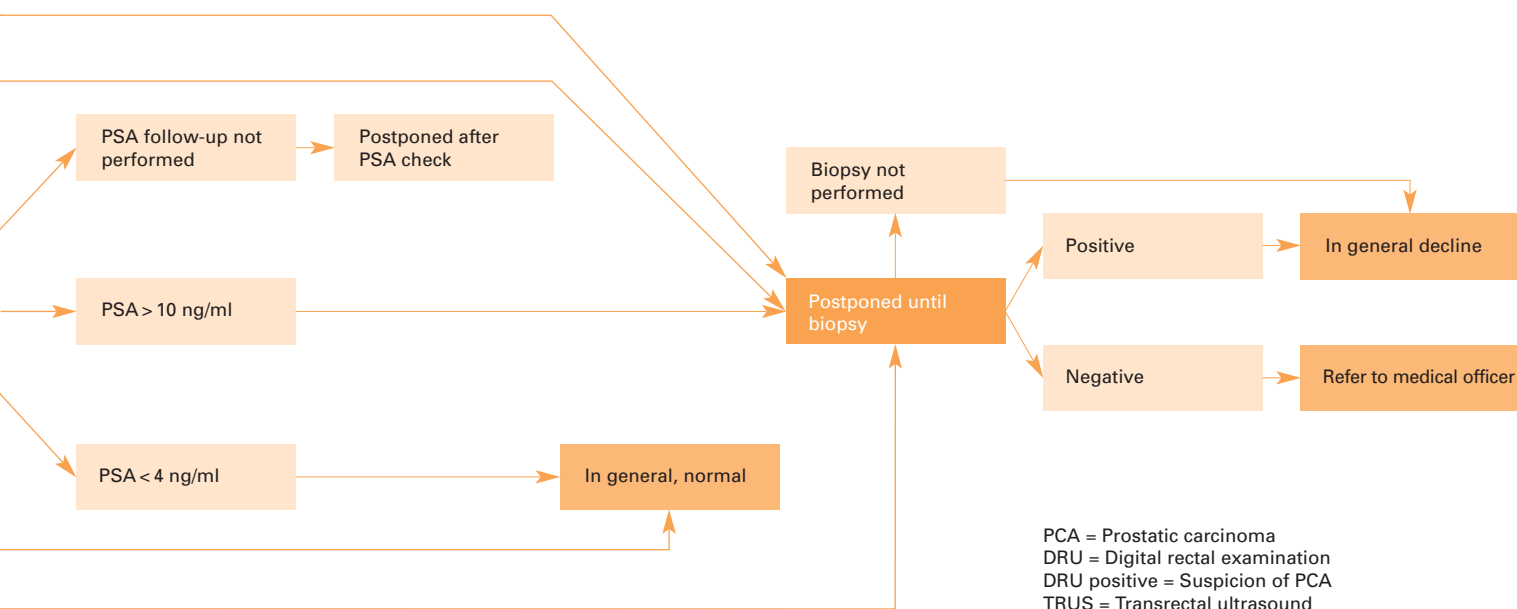 PSA follow-up not
performed
Postponed after
PSA check
Biopsy not
performed
Positive
In general decline
PSA > 10 ng/ml
Postponed until
biopsy
Negative
Refer to medical officer
PSA < 4 ng/ml
In general, normal
PCA = Prostatic carcinoma
DRU = Digital rectal examination
DRU positive = Suspicion of PCA
TRUS = Transrectal ultrasound